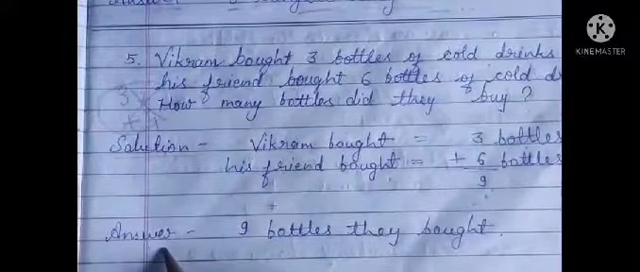 KINEMASTER
5. Vikram bought 3 bottles of cold drinks
his friend bought 6 bottles of cold d
How many bottles did they buy ?
Solution - Vikram bought = 3 bottles
his friend bought = + 6 bottles
9
Answer - 9 bottles they bought.